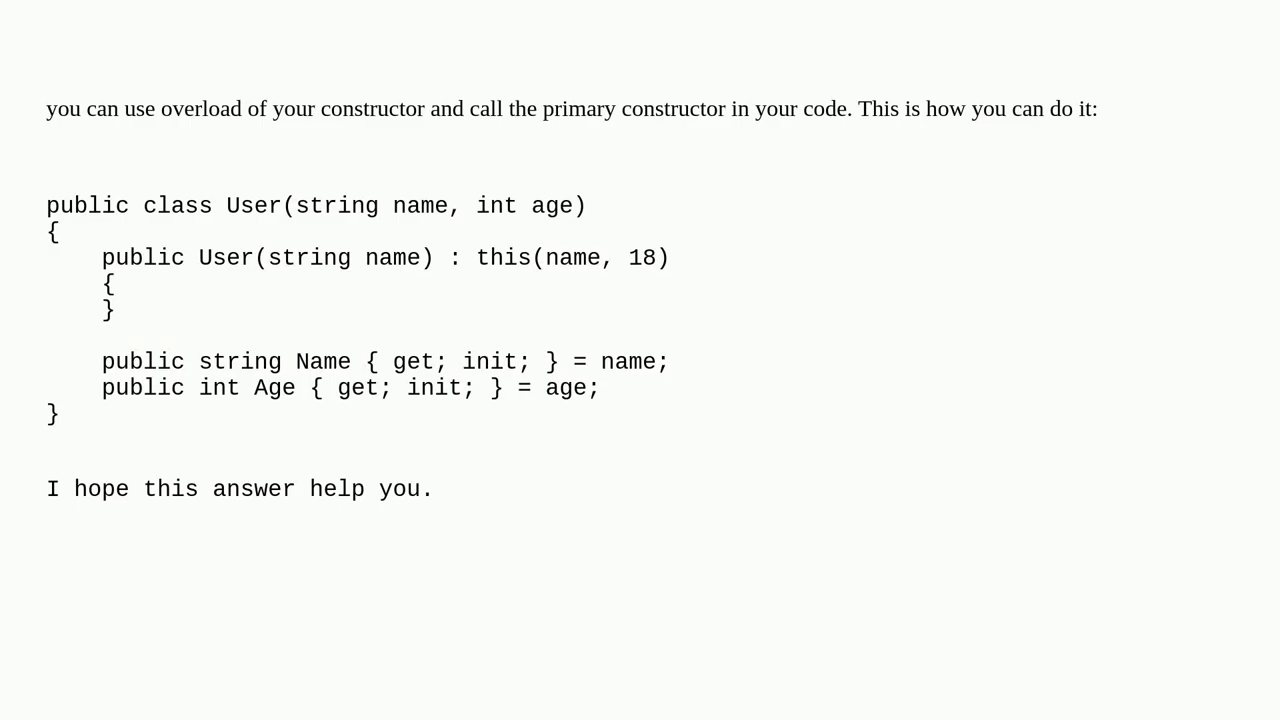 you can use overload of your constructor and call the primary constructor in your code. This is how you can do it:
public class User(string name, int age)
{
    public User(string name) : this(name, 18)
    {
    }
    public string Name { get; init; } = name;
    public int Age { get; init; } = age;
}
I hope this answer help you.